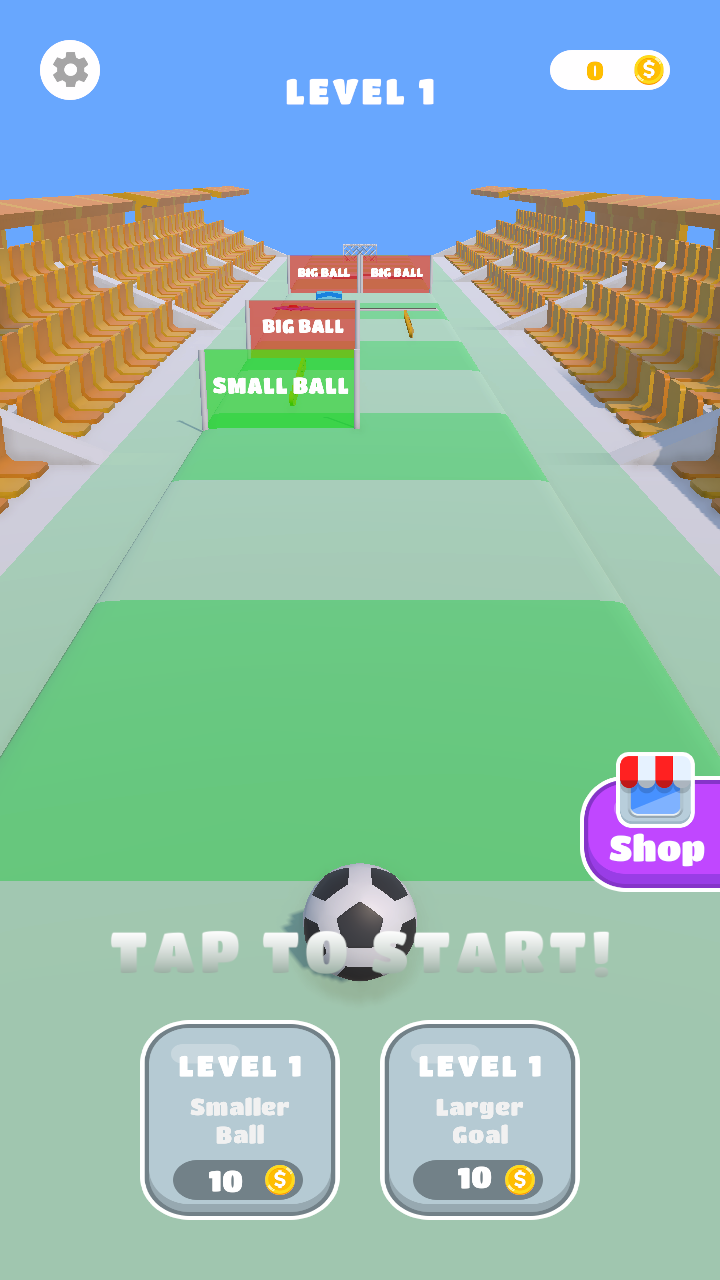 LEVEL 1
0
BIG BALL
BIG BALL
BIG BALL
SMALL BALL
Shop
TAP TO START!
LEVEL 1
Smaller
Ball
10
LEVEL 1
Larger
Goal
10